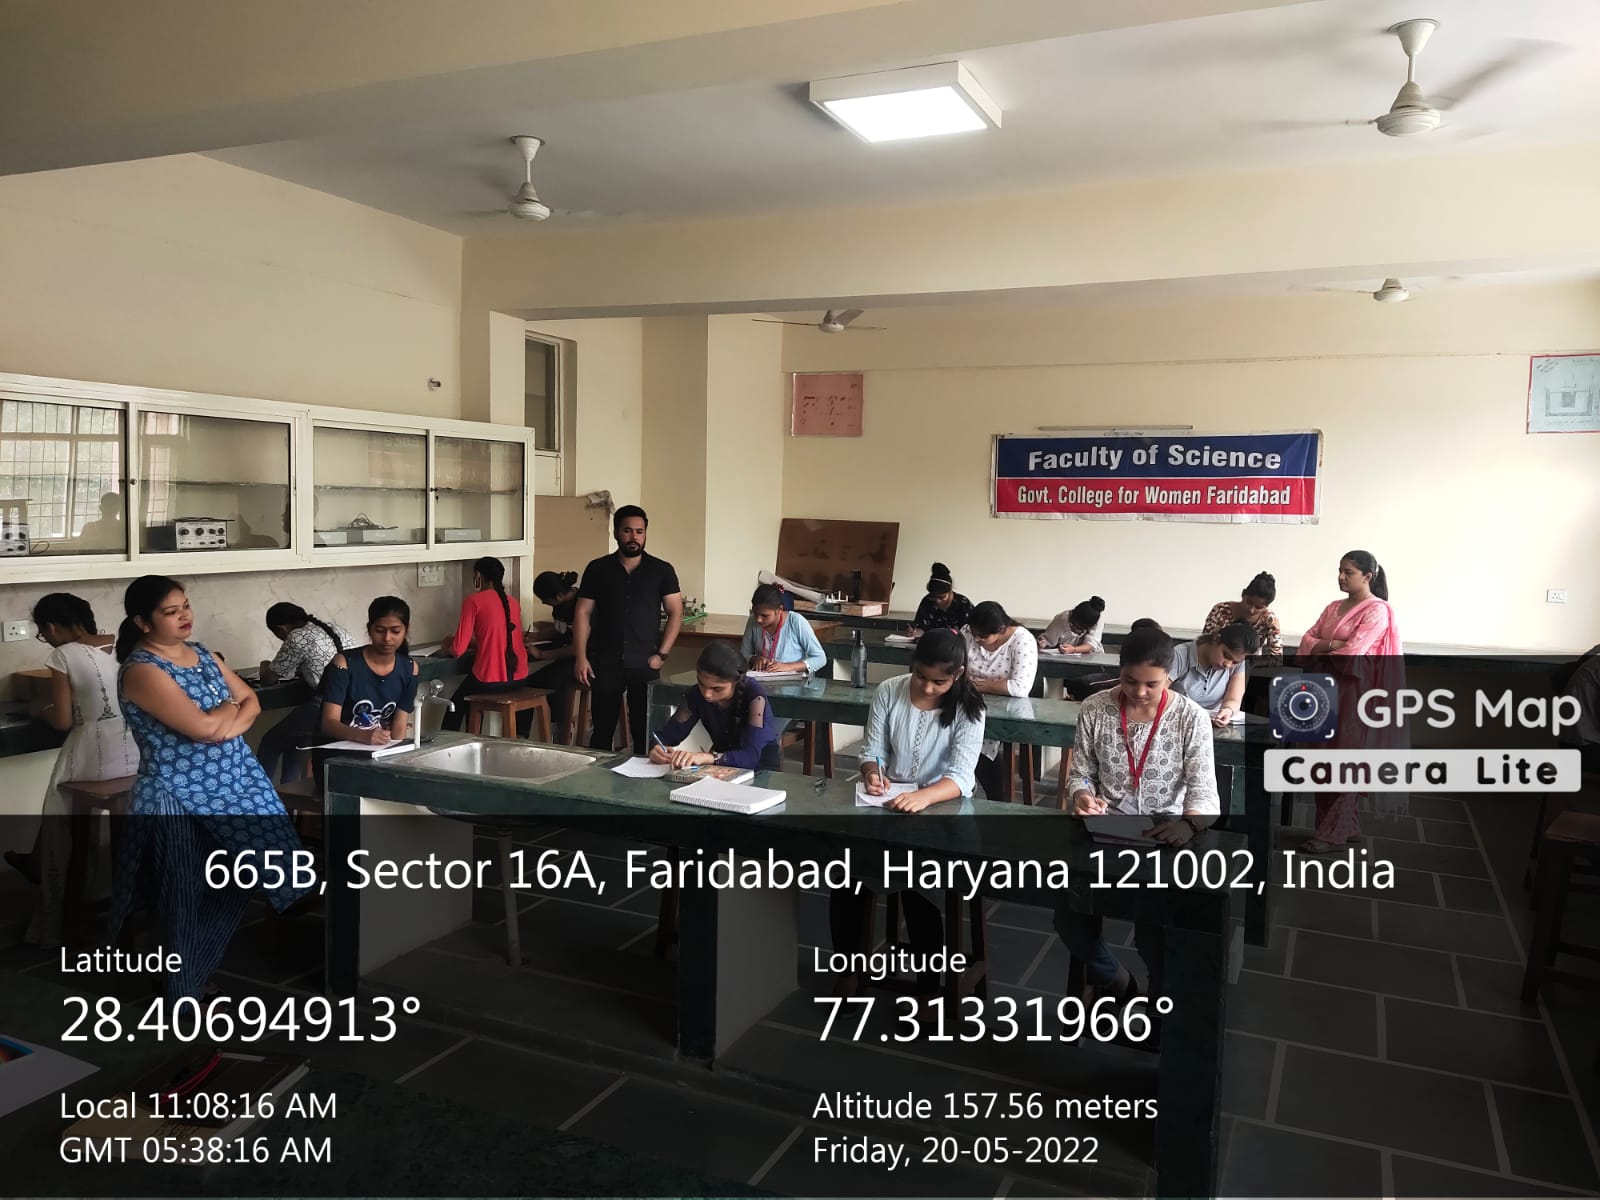 Faculty of Science
Govt. College for Women Faridabad
GPS Map
Camera Lite
665B, Sector 16A, Faridabad, Haryana 121002, India
Latitude
28.40694913°
Longitude
77.31331966°
Local 11:08:16 AM
GMT 05:38:16 AM
Altitude 157.56 meters
Friday, 20-05-2022